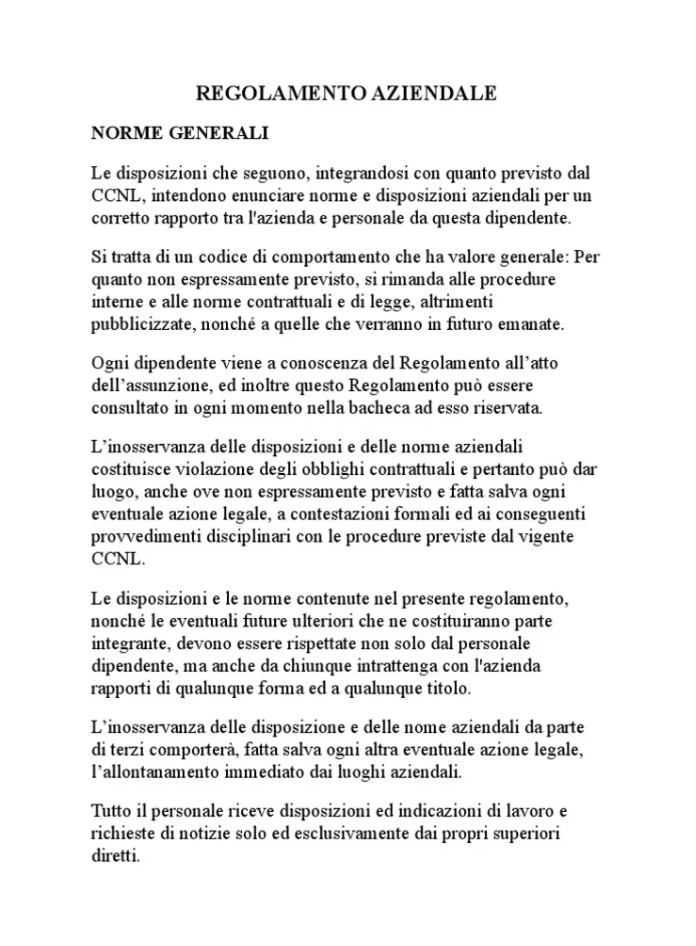 REGOLAMENTO AZIENDALE
NORME GENERALI
Le disposizioni che seguono, integrandosi con quanto previsto dal
CCNL, intendono enunciare norme e disposizioni aziendali per un
corretto rapporto tra l'azienda e personale da questa dipendente.
Si tratta di un codice di comportamento che ha valore generale: Per
quanto non espressamente previsto, si rimanda alle procedure
interne e alle norme contrattuali e di legge, altrimenti
pubblicizzate, nonché a quelle che verranno in futuro emanate.
Ogni dipendente viene a conoscenza del Regolamento all’atto
dell’assunzione, ed inoltre questo Regolamento può essere
consultato in ogni momento nella bacheca ad esso riservata.
L’inosservanza delle disposizioni e delle norme aziendali
costituisce violazione degli obblighi contrattuali e pertanto può dar
luogo, anche ove non espressamente previsto e fatta salva ogni
eventuale azione legale, a contestazioni formali ed ai conseguenti
provvedimenti disciplinari con le procedure previste dal vigente
CCNL.
Le disposizioni e le norme contenute nel presente regolamento,
nonché le eventuali future ulteriori che ne costituiranno parte
integrante, devono essere rispettate non solo dal personale
dipendente, ma anche da chiunque intrattenga con l'azienda
rapporti di qualunque forma ed a qualunque titolo.
L’inosservanza delle disposizione e delle nome aziendali da parte
di terzi comporterà, fatta salva ogni altra eventuale azione legale,
l’allontanamento immediato dai luoghi aziendali.
Tutto il personale riceve disposizioni ed indicazioni di lavoro e
richieste di notizie solo ed esclusivamente dai propri superiori
diretti.